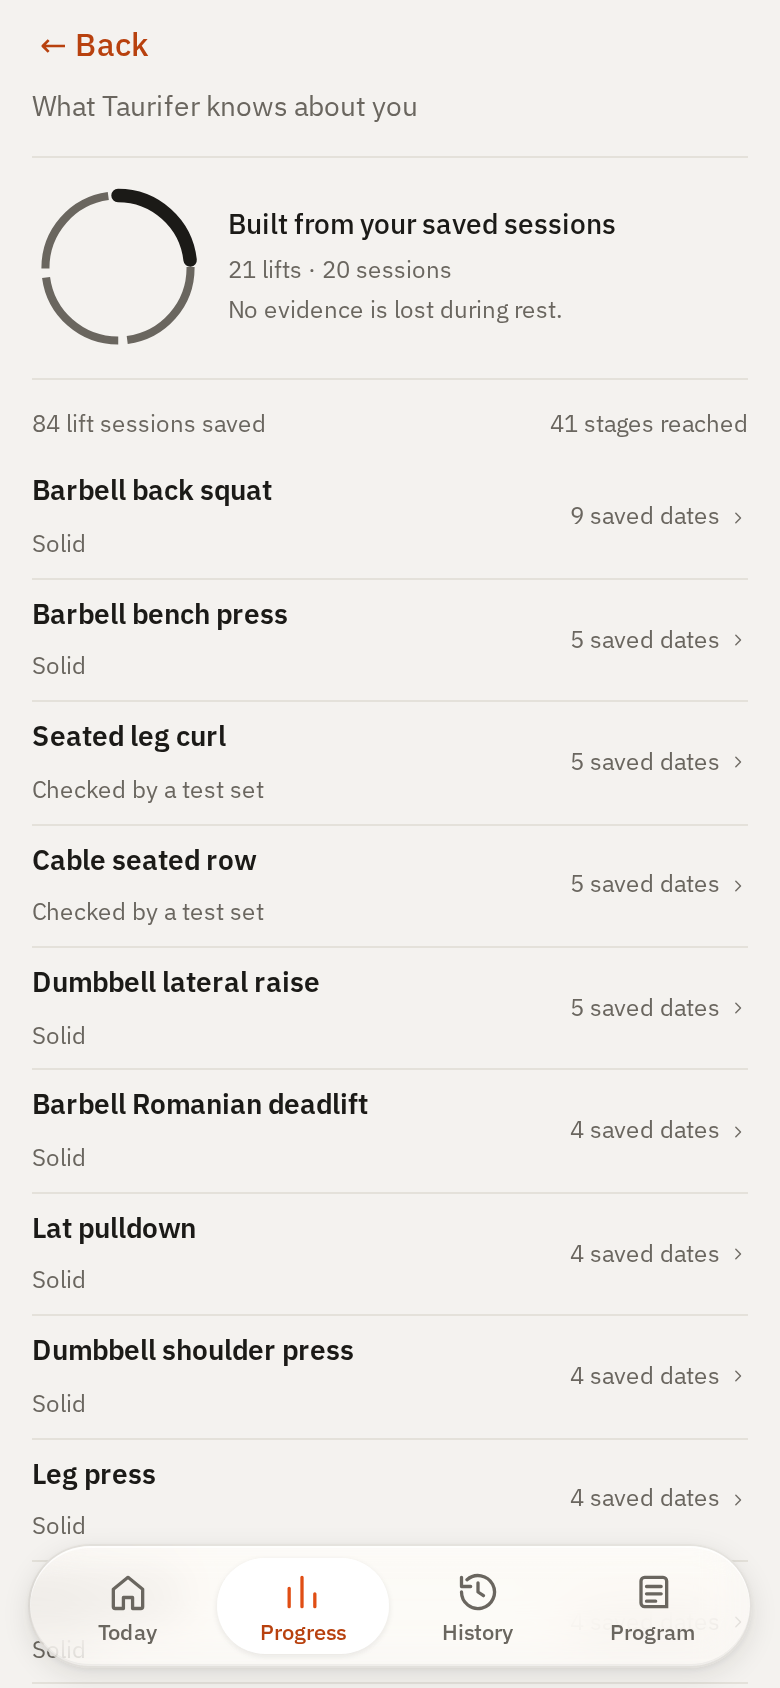 ← Back
What Taurifer knows about you
Built from your saved sessions
21 lifts · 20 sessions
No evidence is lost during rest.
84 lift sessions saved
41 stages reached
Barbell back squat
9 saved dates
Solid
Barbell bench press
5 saved dates
Solid
Seated leg curl
5 saved dates
Checked by a test set
Cable seated row
5 saved dates
Checked by a test set
Dumbbell lateral raise
5 saved dates
Solid
Barbell Romanian deadlift
4 saved dates
Solid
Lat pulldown
4 saved dates
Solid
Dumbbell shoulder press
4 saved dates
Solid
Leg press
4 saved dates
Solid
Solid
Today
Progress
History
Program